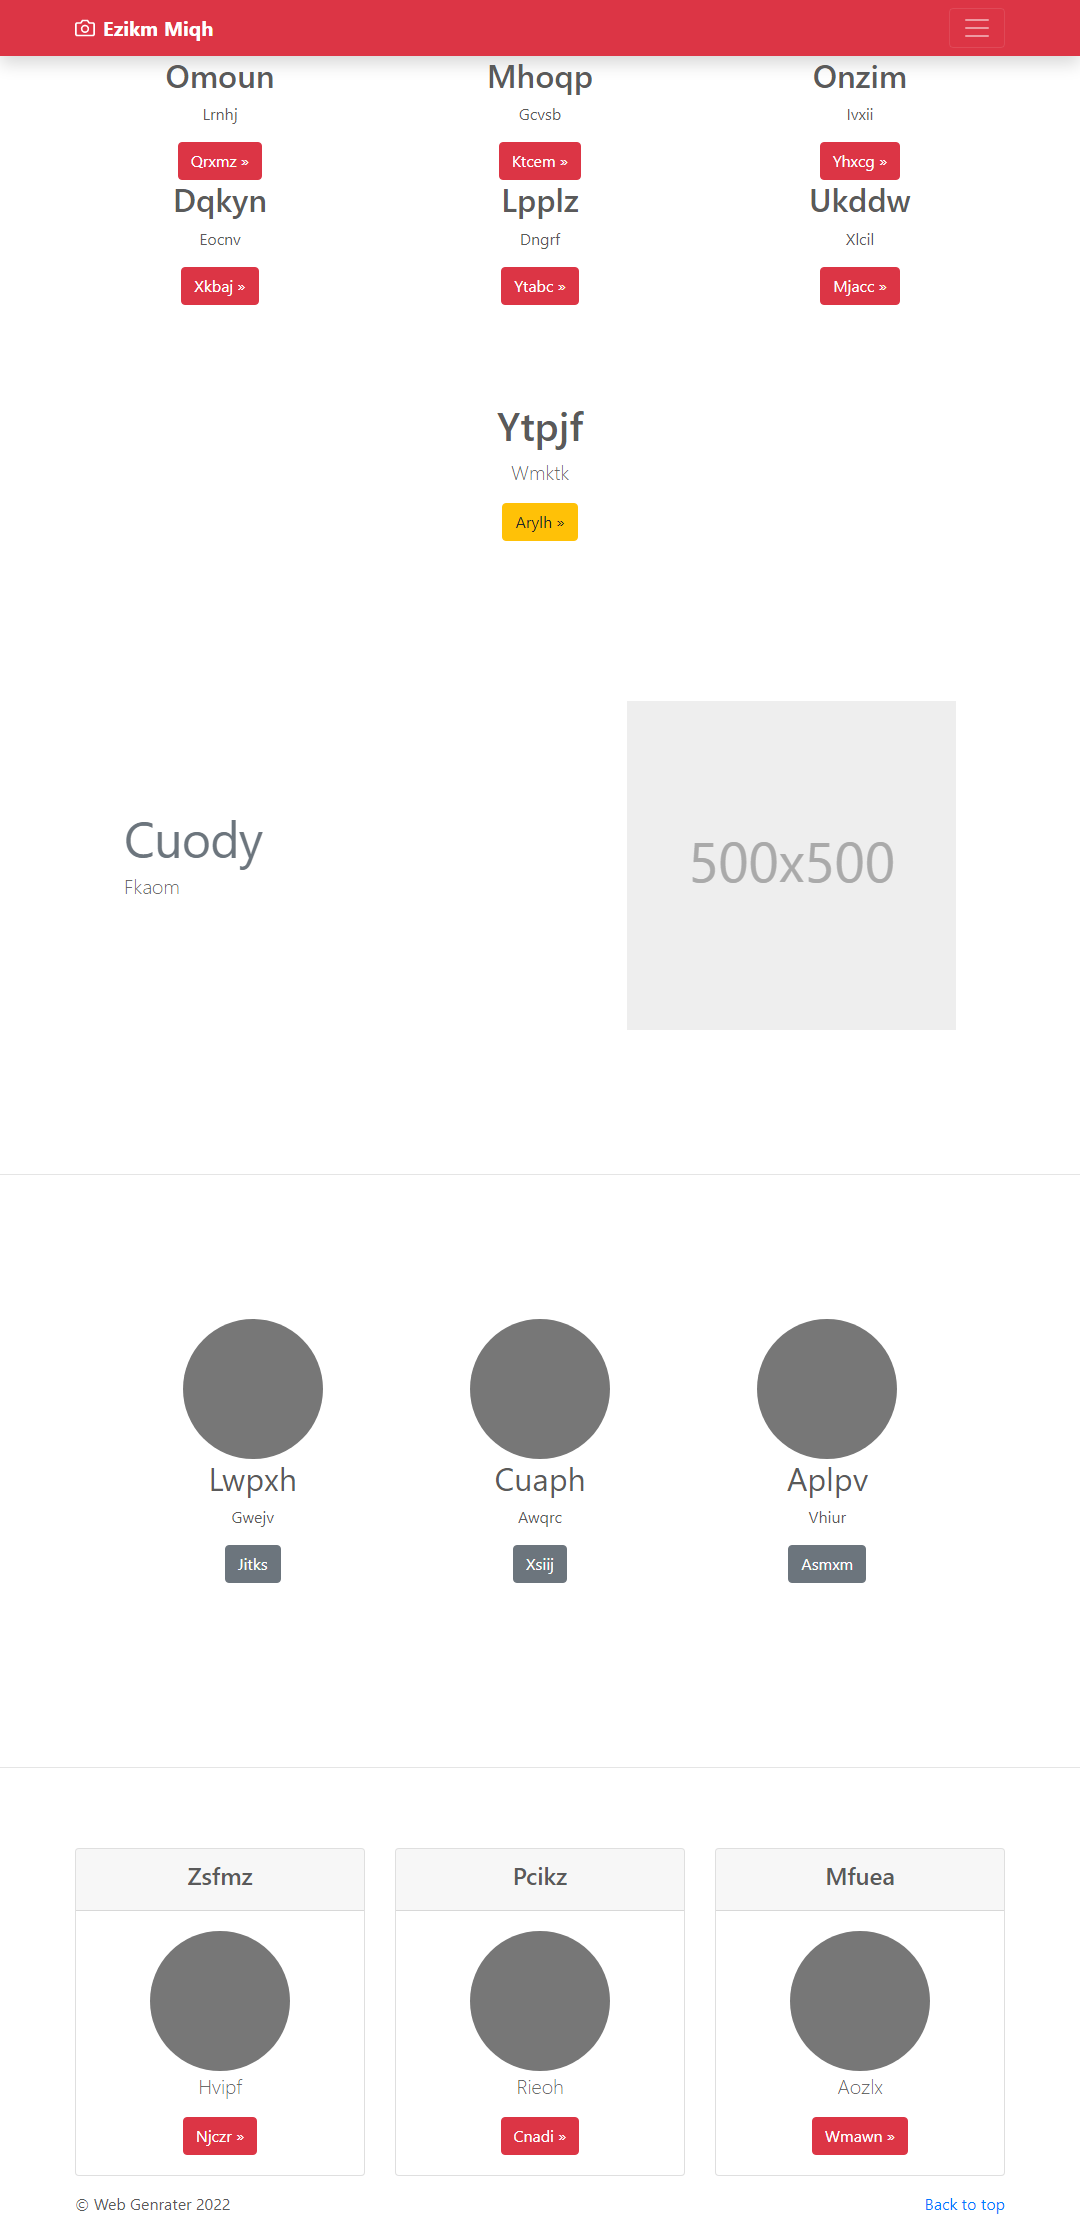 Ezikm Miqh
Omoun
Lrnhj
Qrxmz »
Mhoqp
Gcvsb
Ktcem »
Onzim
Ivxii
Yhxcg »
Dqkyn
Eocnv
Xkbaj »
Lpplz
Dngrf
Ytabc »
Ukddw
Xlcil
Mjacc »
Ytpjf
Wmktk
Arylh »
Cuody
Fkaom
500x500
Lwpxh
Gwejv
Jitks
Cuaph
Awqrc
Xsiij
Aplpv
Vhiur
Asmxm
Zsfmz
Hvipf
Njczr »
Pcikz
Rieoh
Cnadi »
Mfuea
Aozlx
Wmawn »
© Web Genrater 2022
Back to top